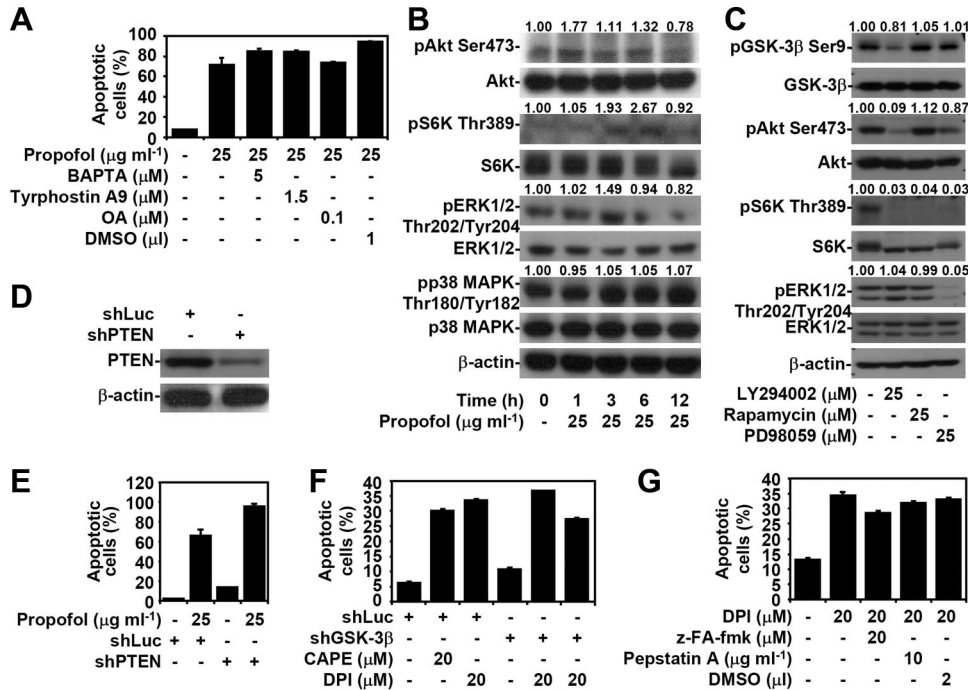 A
Apoptotic cells (%)
100
80
60
40
20
0
Propofol (µg ml-1) - 25 25 25 25 25
BAPTA (µM) - - 5 - - -
Tyrphostin A9 (µM) - - - 1.5 - -
OA (µM) - - - - 0.1 -
DMSO (µl) - - - - - 1
B
1.00 1.77 1.11 1.32 0.78
pAkt Ser473-
Akt-
1.00 1.05 1.93 2.67 0.92
pS6K Thr389-
S6K-
1.00 1.02 1.49 0.94 0.82
pERK1/2-
Thr202/Tyr204
ERK1/2-
1.00 0.95 1.05 1.05 1.07
pp38 MAPK-
Thr180/Tyr182
p38 MAPK-
β-actin-
Time (h) 0 1 3 6 12
Propofol (µg ml-1) - 25 25 25 25
C
1.00 0.81 1.05 1.01
pGSK-3β Ser9-
GSK-3β-
1.00 0.09 1.12 0.87
pAkt Ser473-
Akt-
1.00 0.03 0.04 0.03
pS6K Thr389-
S6K-
1.00 1.04 0.99 0.05
pERK1/2-
Thr202/Tyr204
ERK1/2-
β-actin-
LY294002 (µM) - 25 - -
Rapamycin (µM) - - 25 -
PD98059 (µM) - - - 25
D
shLuc + -
shPTEN - +
PTEN-
β-actin-
E
Apoptotic cells (%)
120
100
80
60
40
20
0
Propofol (µg ml-1) - 25 - 25
shLuc + + - -
shPTEN - - + +
F
Apoptotic cells (%)
40
35
30
25
20
15
10
5
0
shLuc + + + - - -
shGSK-3β - - - + + +
CAPE (µM) - 20 - - 20 -
DPI (µM) - - 20 - 20 20
G
Apoptotic cells (%)
40
35
30
25
20
15
10
5
0
DPI (µM) - 20 20 20 20
z-FA-fmk (µM) - - 20 - -
Pepstatin A (µg ml-1) - - - 10 -
DMSO (µl) - - - - 2